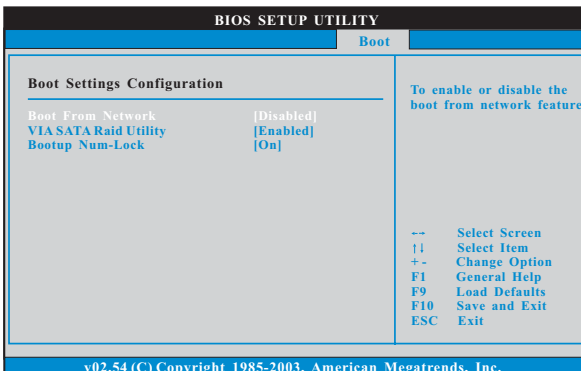 BIOS SETUP UTILITY
Boot
Boot Settings Configuration
Boot From Network [Disabled]
VIA SATA Raid Utility [Enabled]
Bootup Num-Lock [On]
To enable or disable the
boot from network feature
←→ Select Screen
↑↓ Select Item
+ - Change Option
F1 General Help
F9 Load Defaults
F10 Save and Exit
ESC Exit
v02.54 (C) Copyright 1985-2003, American Megatrends, Inc.